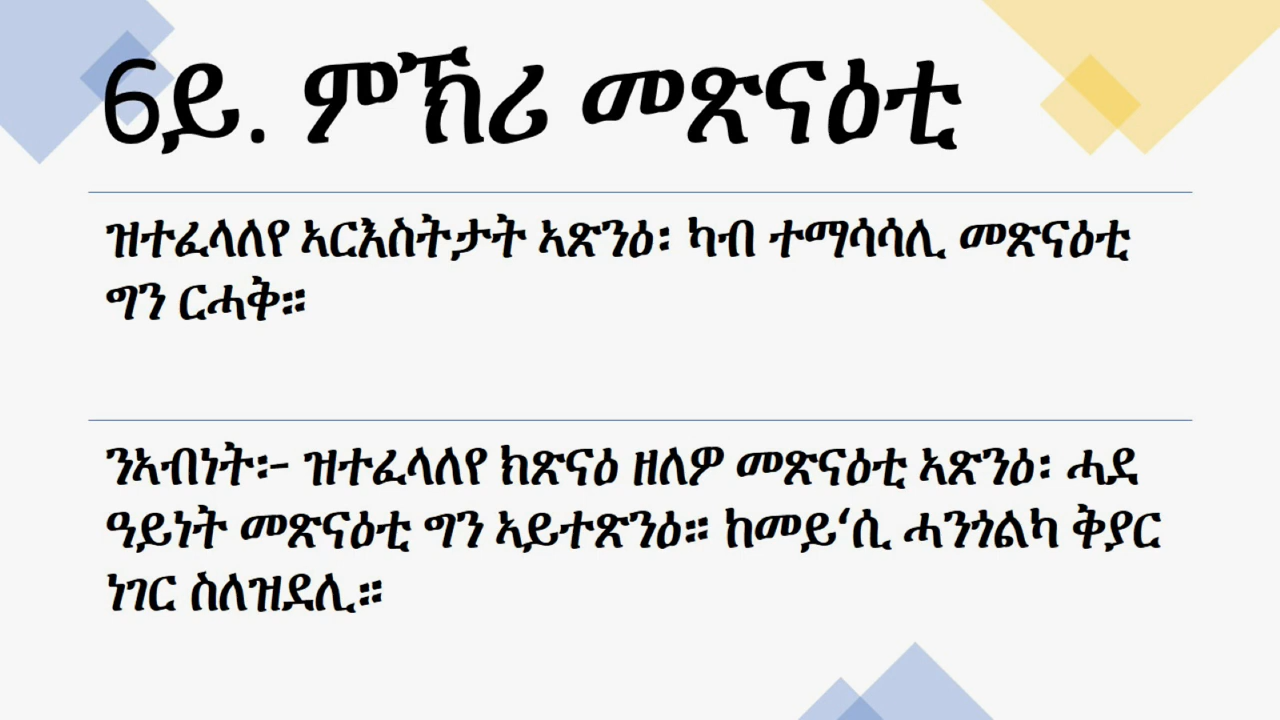 6ይ. ምኽሪ መጽናዕቲ
ዝተፈላለየ ኣርእስትታት ኣጽንዕ፡ ካብ ተማሳሳሊ መጽናዕቲ
ግን ርሓቅ።
ንኣብነት፡- ዝተፈላለየ ክጽናዕ ዘለዎ መጽናዕቲ ኣጽንዕ፡ ሓደ
ዓይነት መጽናዕቲ ግን ኣይተጽንዕ። ከመይ‘ሲ ሓንጎልካ ቅያር
ነገር ስለዝደሊ።